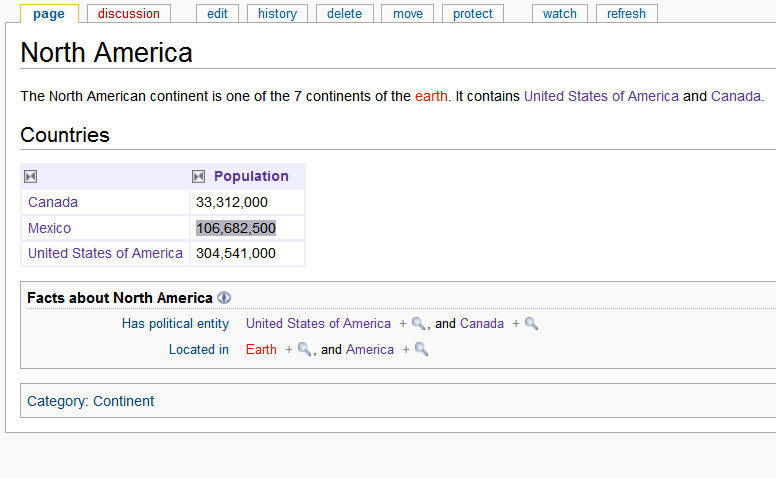 page discussion edit history delete move protect watch refresh
North America
The North American continent is one of the 7 continents of the earth. It contains United States of America and Canada.
Countries
Population
Canada 33,312,000
Mexico 106,682,500
United States of America 304,541,000
Facts about North America
Has political entity United States of America + , and Canada +
Located in Earth + , and America +
Category: Continent